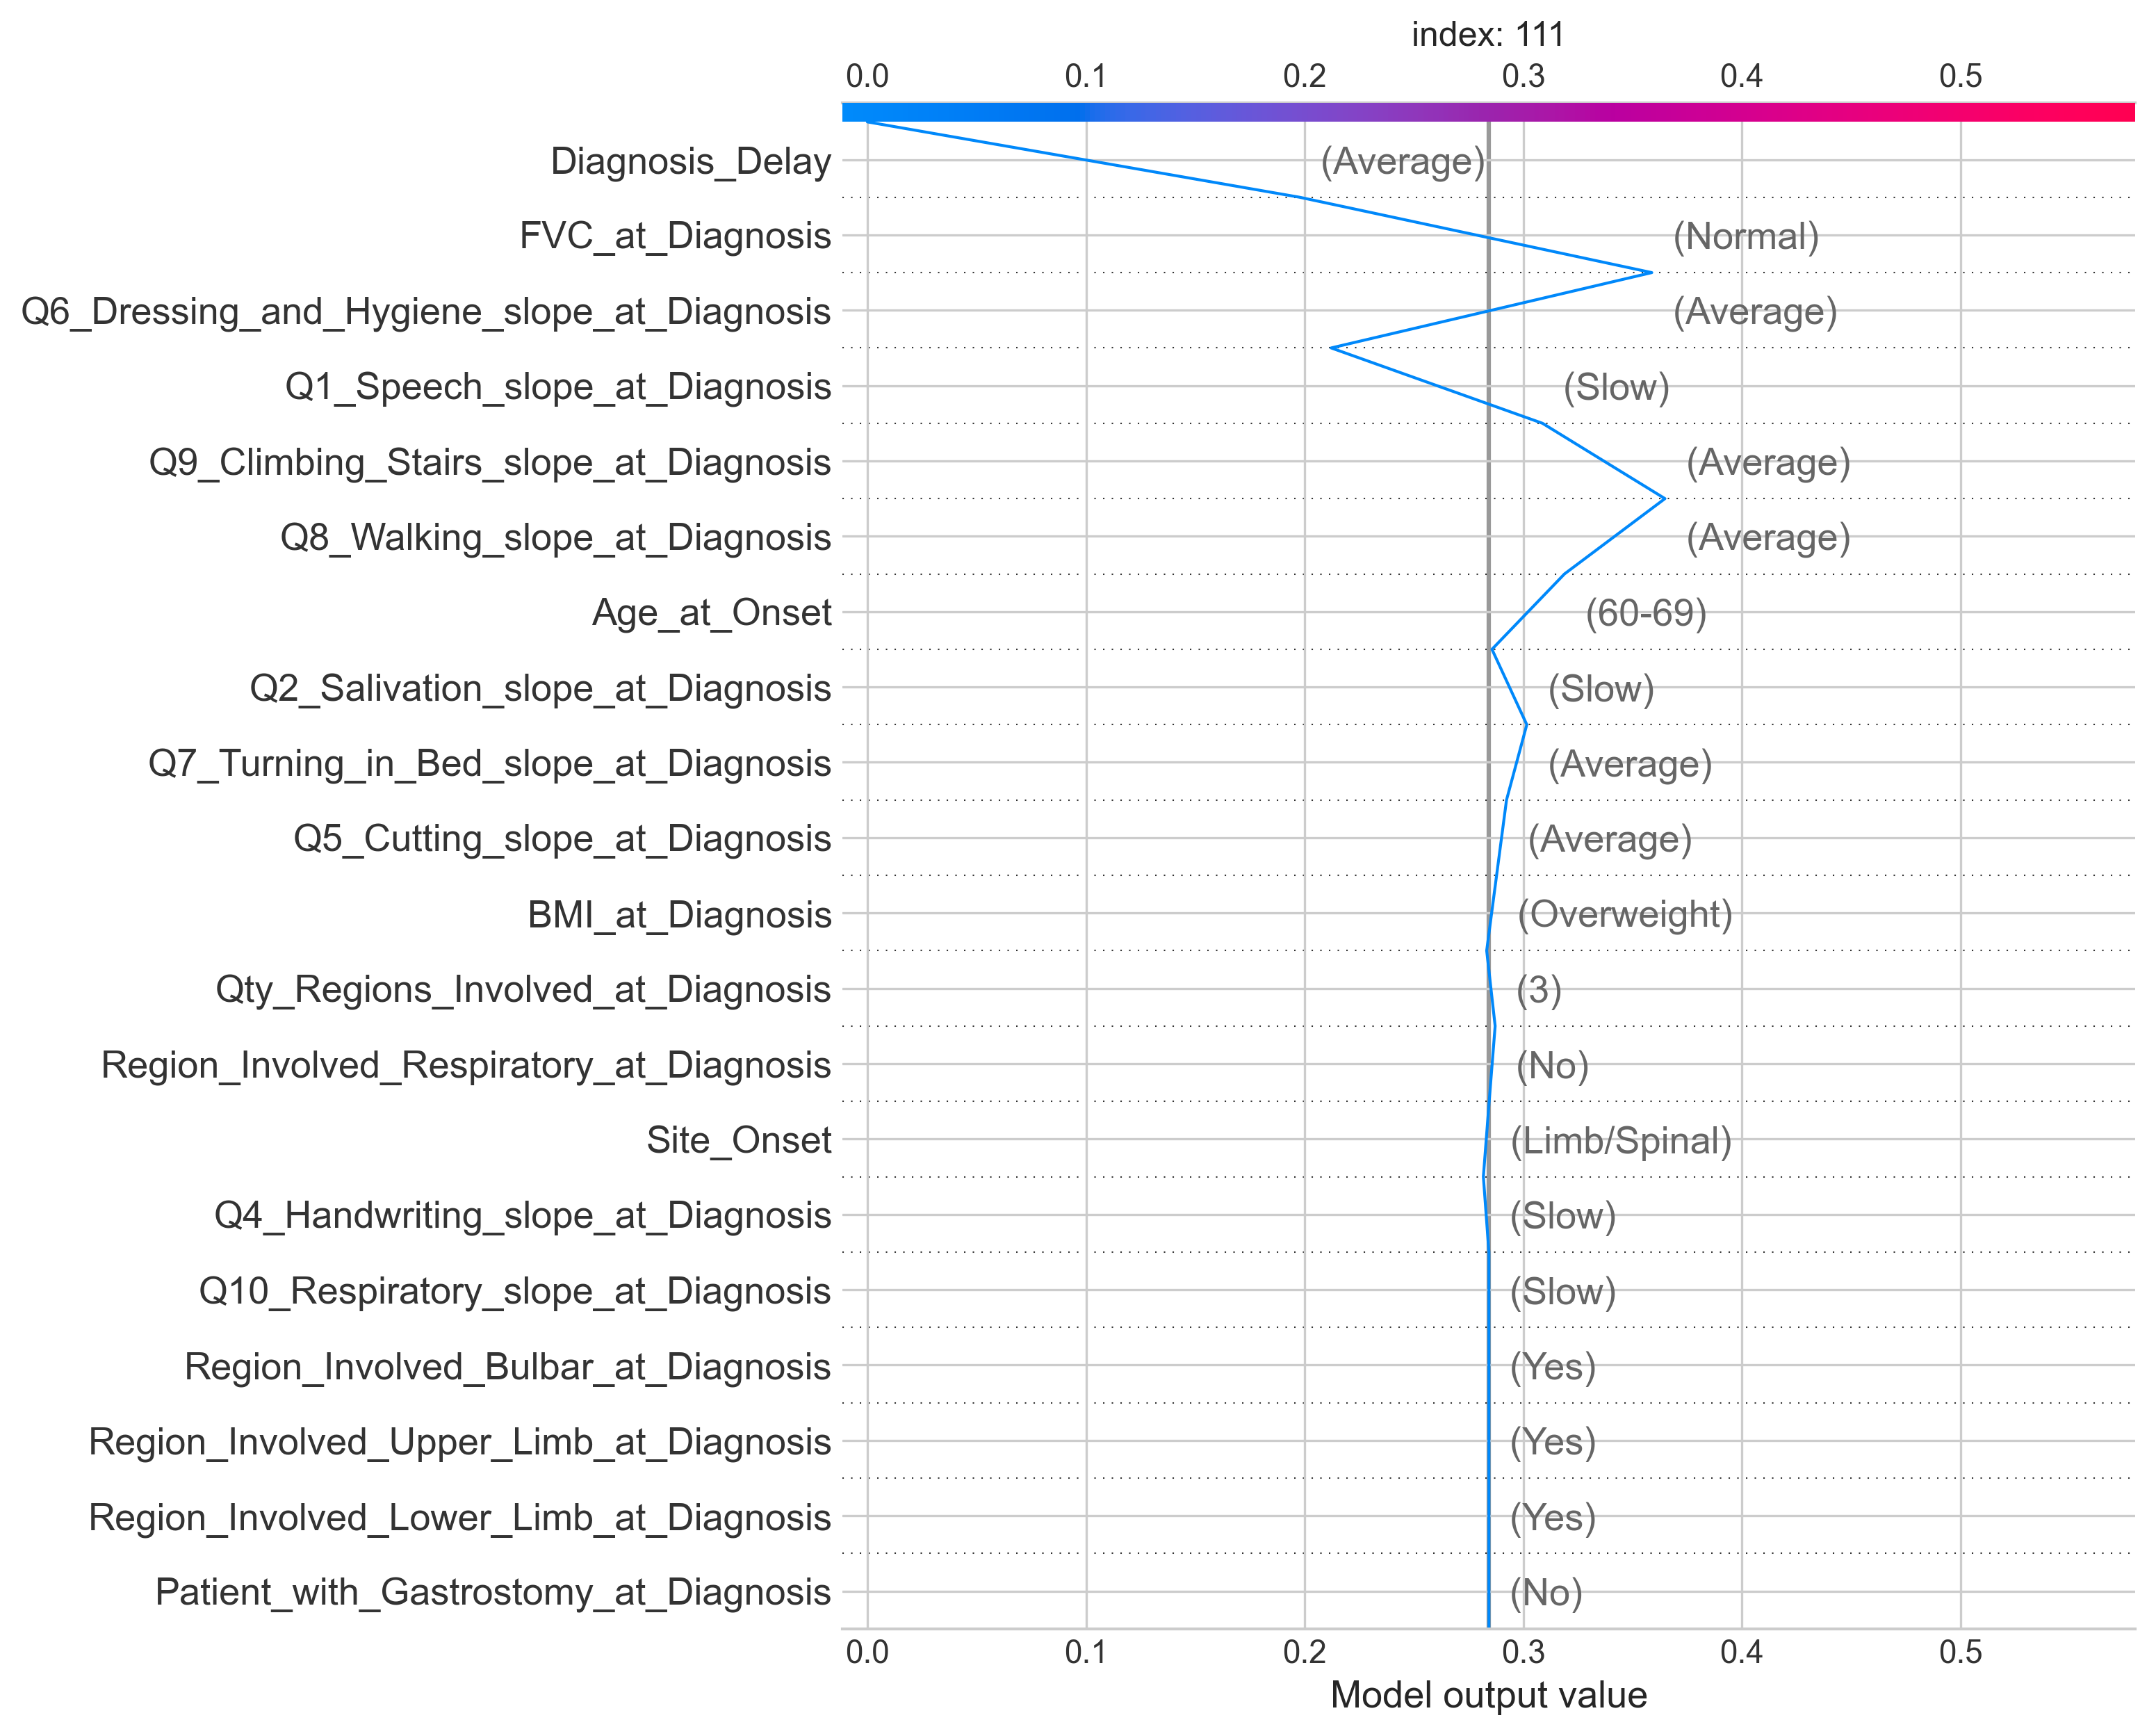 index: 111
0.0 0.1 0.2 0.3 0.4 0.5
Diagnosis_Delay (Average)
FVC_at_Diagnosis (Normal)
Q6_Dressing_and_Hygiene_slope_at_Diagnosis (Average)
Q1_Speech_slope_at_Diagnosis (Slow)
Q9_Climbing_Stairs_slope_at_Diagnosis (Average)
Q8_Walking_slope_at_Diagnosis (Average)
Age_at_Onset (60-69)
Q2_Salivation_slope_at_Diagnosis (Slow)
Q7_Turning_in_Bed_slope_at_Diagnosis (Average)
Q5_Cutting_slope_at_Diagnosis (Average)
BMI_at_Diagnosis (Overweight)
Qty_Regions_Involved_at_Diagnosis (3)
Region_Involved_Respiratory_at_Diagnosis (No)
Site_Onset (Limb/Spinal)
Q4_Handwriting_slope_at_Diagnosis (Slow)
Q10_Respiratory_slope_at_Diagnosis (Slow)
Region_Involved_Bulbar_at_Diagnosis (Yes)
Region_Involved_Upper_Limb_at_Diagnosis (Yes)
Region_Involved_Lower_Limb_at_Diagnosis (Yes)
Patient_with_Gastrostomy_at_Diagnosis (No)
0.0 0.1 0.2 0.3 0.4 0.5
Model output value